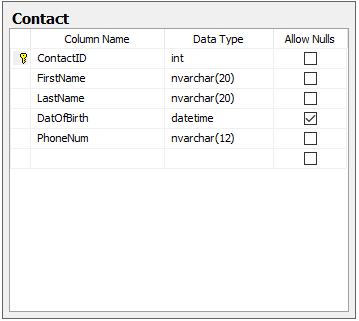 Contact
Column Name Data Type Allow Nulls
ContactID int
FirstName nvarchar(20)
LastName nvarchar(20)
DatOfBirth datetime
PhoneNum nvarchar(12)